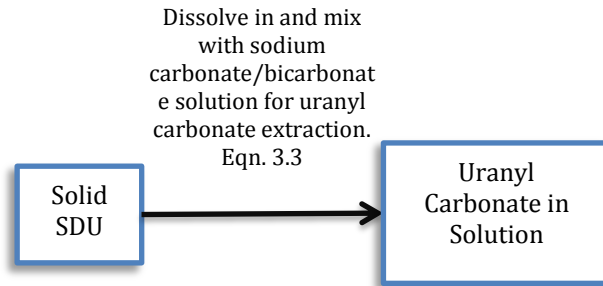 Dissolve in and mix
with sodium
carbonate/bicarbonat
e solution for uranyl
carbonate extraction.
Eqn. 3.3
Solid
SDU
Uranyl
Carbonate in
Solution